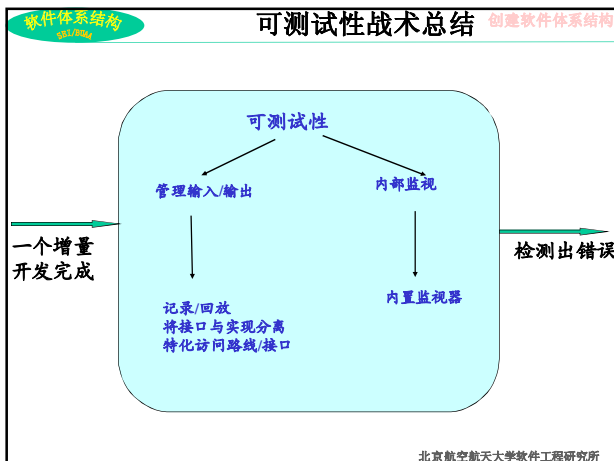 软件体系结构
SEI/BUAA
可测试性战术总结
创建软件体系结构
可测试性
管理输入/输出
内部监视
一个增量
开发完成
检测出错误
记录/回放
将接口与实现分离
特化访问路线/接口
内置监视器
北京航空航天大学软件工程研究所